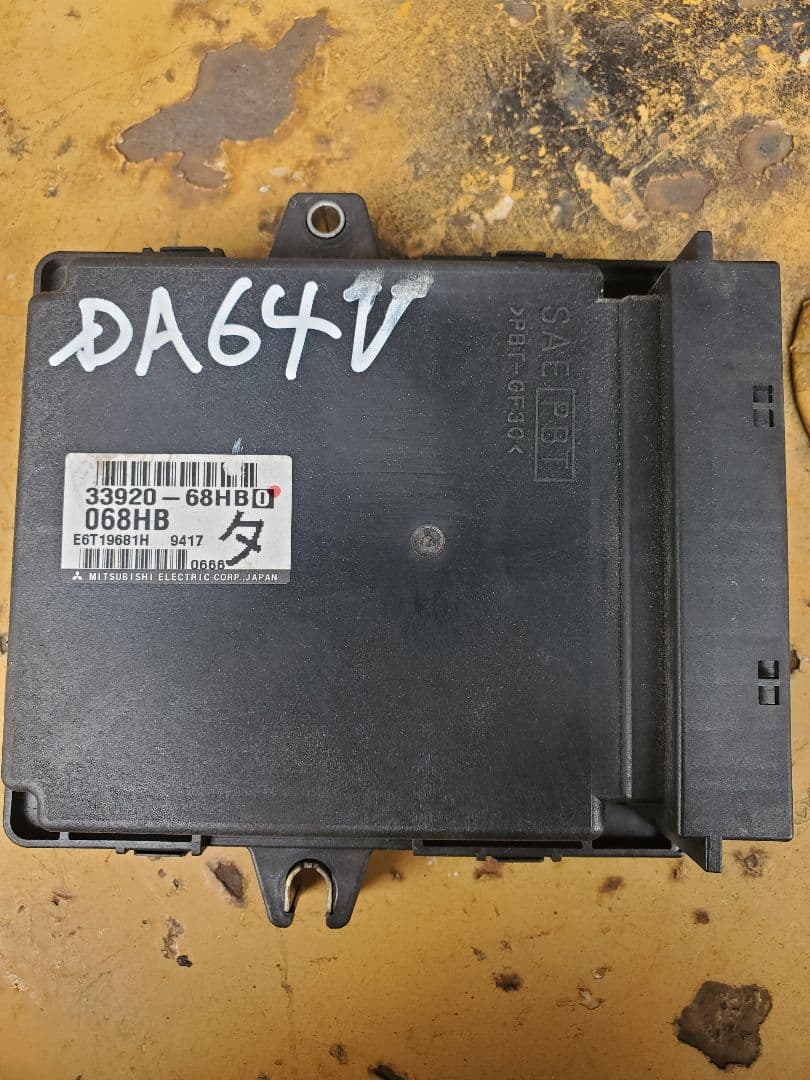 DA64V
SAE PBT
>PBT-GF30<
33920-68HB0
068HB
E6T19681H 9417
タ
0666
MITSUBISHI ELECTRIC CORP.,JAPAN